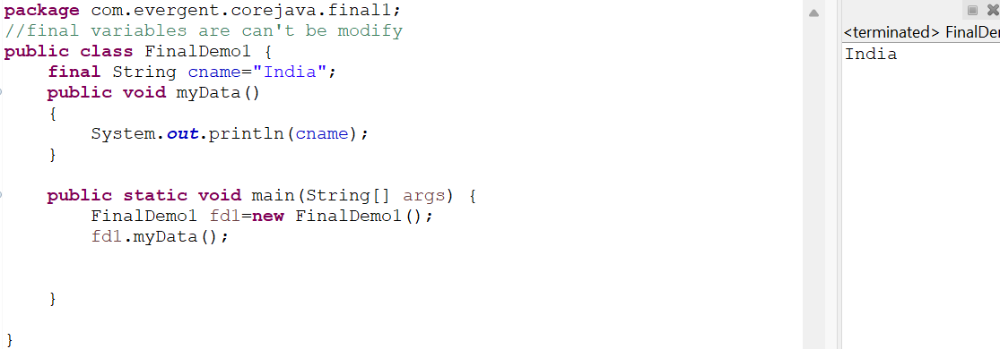 package com.evergent.corejava.final1;
//final variables are can't be modify
public class FinalDemo1 {
    final String cname="India";
    public void myData()
    {
        System.out.println(cname);
    }
    public static void main(String[] args) {
        FinalDemo1 fd1=new FinalDemo1();
        fd1.myData();
    }
}
<terminated> FinalDe
India